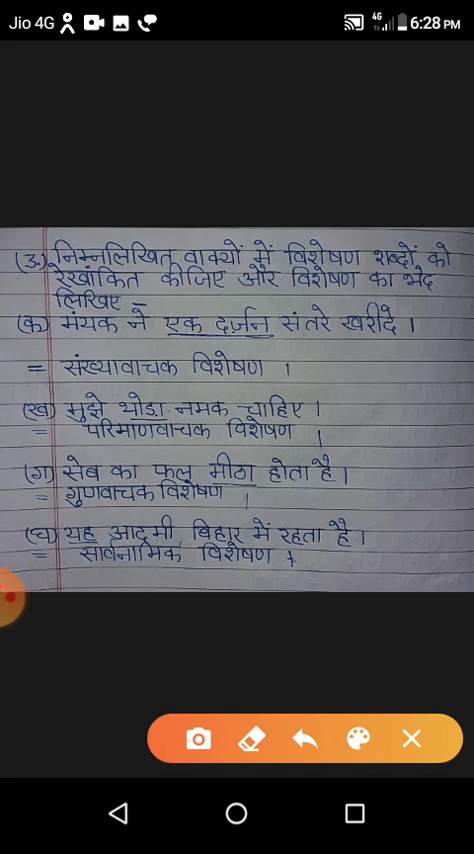 Jio 4G 4G 6:28 PM
(3.) निम्नलिखित वाक्यों में विशेषण शब्दों को
रेखांकित कीजिए और विशेषण का भेद
लिखिए =
(क) मंयक ने एक दर्जन संतरे खरीदे ।
= संख्यावाचक विशेषण ।
(ख) मुझे थोड़ा नमक चाहिए ।
= परिमाणवाचक विशेषण ।
(ग) सेब का फल मीठा होता है ।
= गुणवाचक विशेषण ।
(घ) यह आदमी बिहार में रहता है ।
= सार्वनामिक विशेषण ।